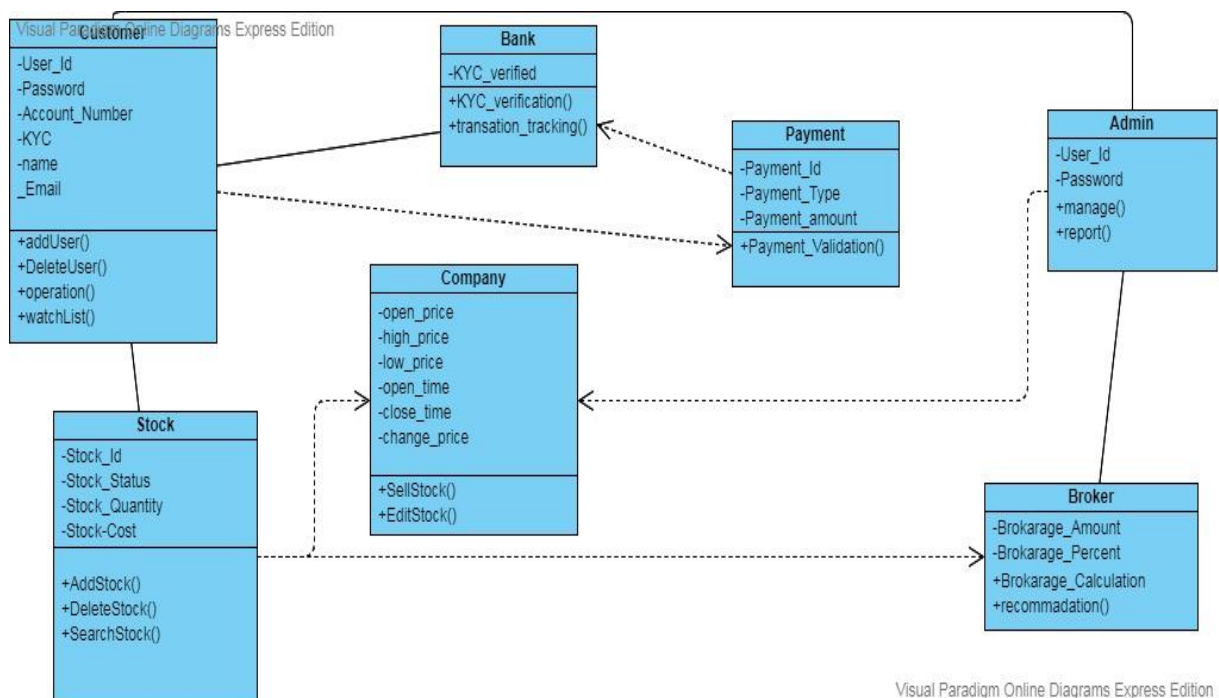 Visual Paradigm Online Diagrams Express Edition
Customer
-User_Id
-Password
-Account_Number
-KYC
-name
_Email
+addUser()
+DeleteUser()
+operation()
+watchList()
Bank
-KYC_verified
+KYC_verification()
+transation_tracking()
Payment
-Payment_Id
-Payment_Type
-Payment_amount
+Payment_Validation()
Admin
-User_Id
-Password
+manage()
+report()
Company
-open_price
-high_price
-low_price
-open_time
-close_time
-change_price
+SellStock()
+EditStock()
Stock
-Stock_Id
-Stock_Status
-Stock_Quantity
-Stock-Cost
+AddStock()
+DeleteStock()
+SearchStock()
Broker
-Brokarage_Amount
-Brokarage_Percent
+Brokarage_Calculation
+recommadation()
Visual Paradigm Online Diagrams Express Edition